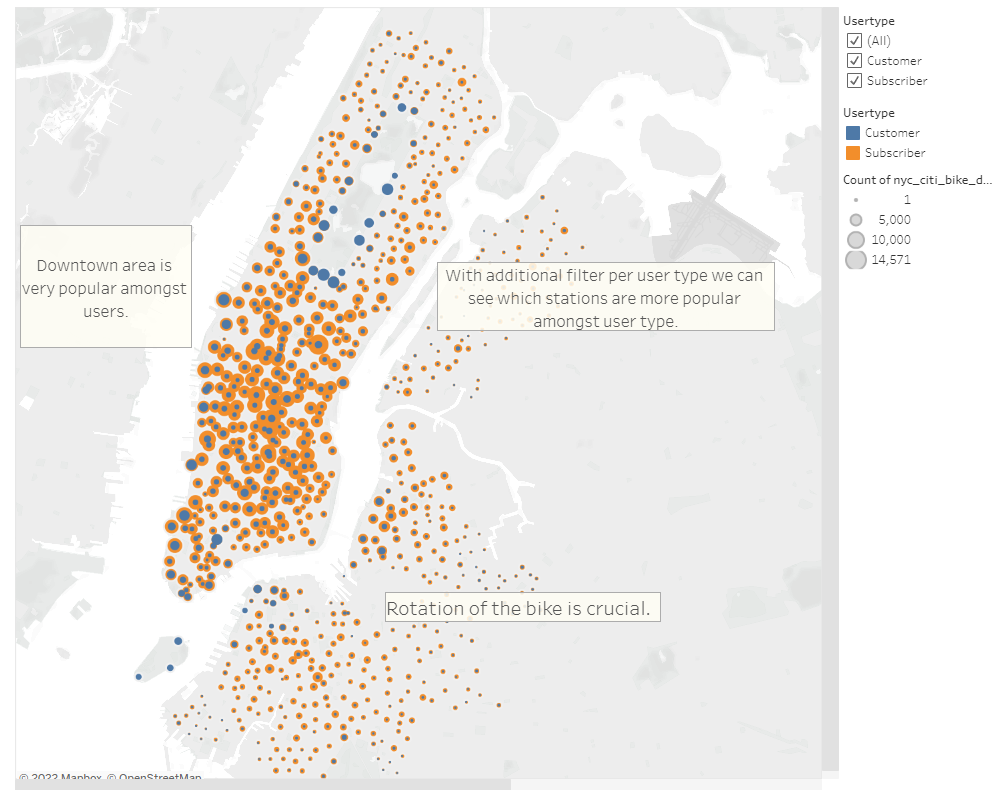 Usertype
(All)
Customer
Subscriber
Usertype
Customer
Subscriber
Count of nyc_citi_bike_d...
1
5,000
10,000
14,571
Downtown area is
very popular amongst
users.
With additional filter per user type we can
see which stations are more popular
amongst user type.
Rotation of the bike is crucial.
© 2022 Mapbox © OpenStreetMap